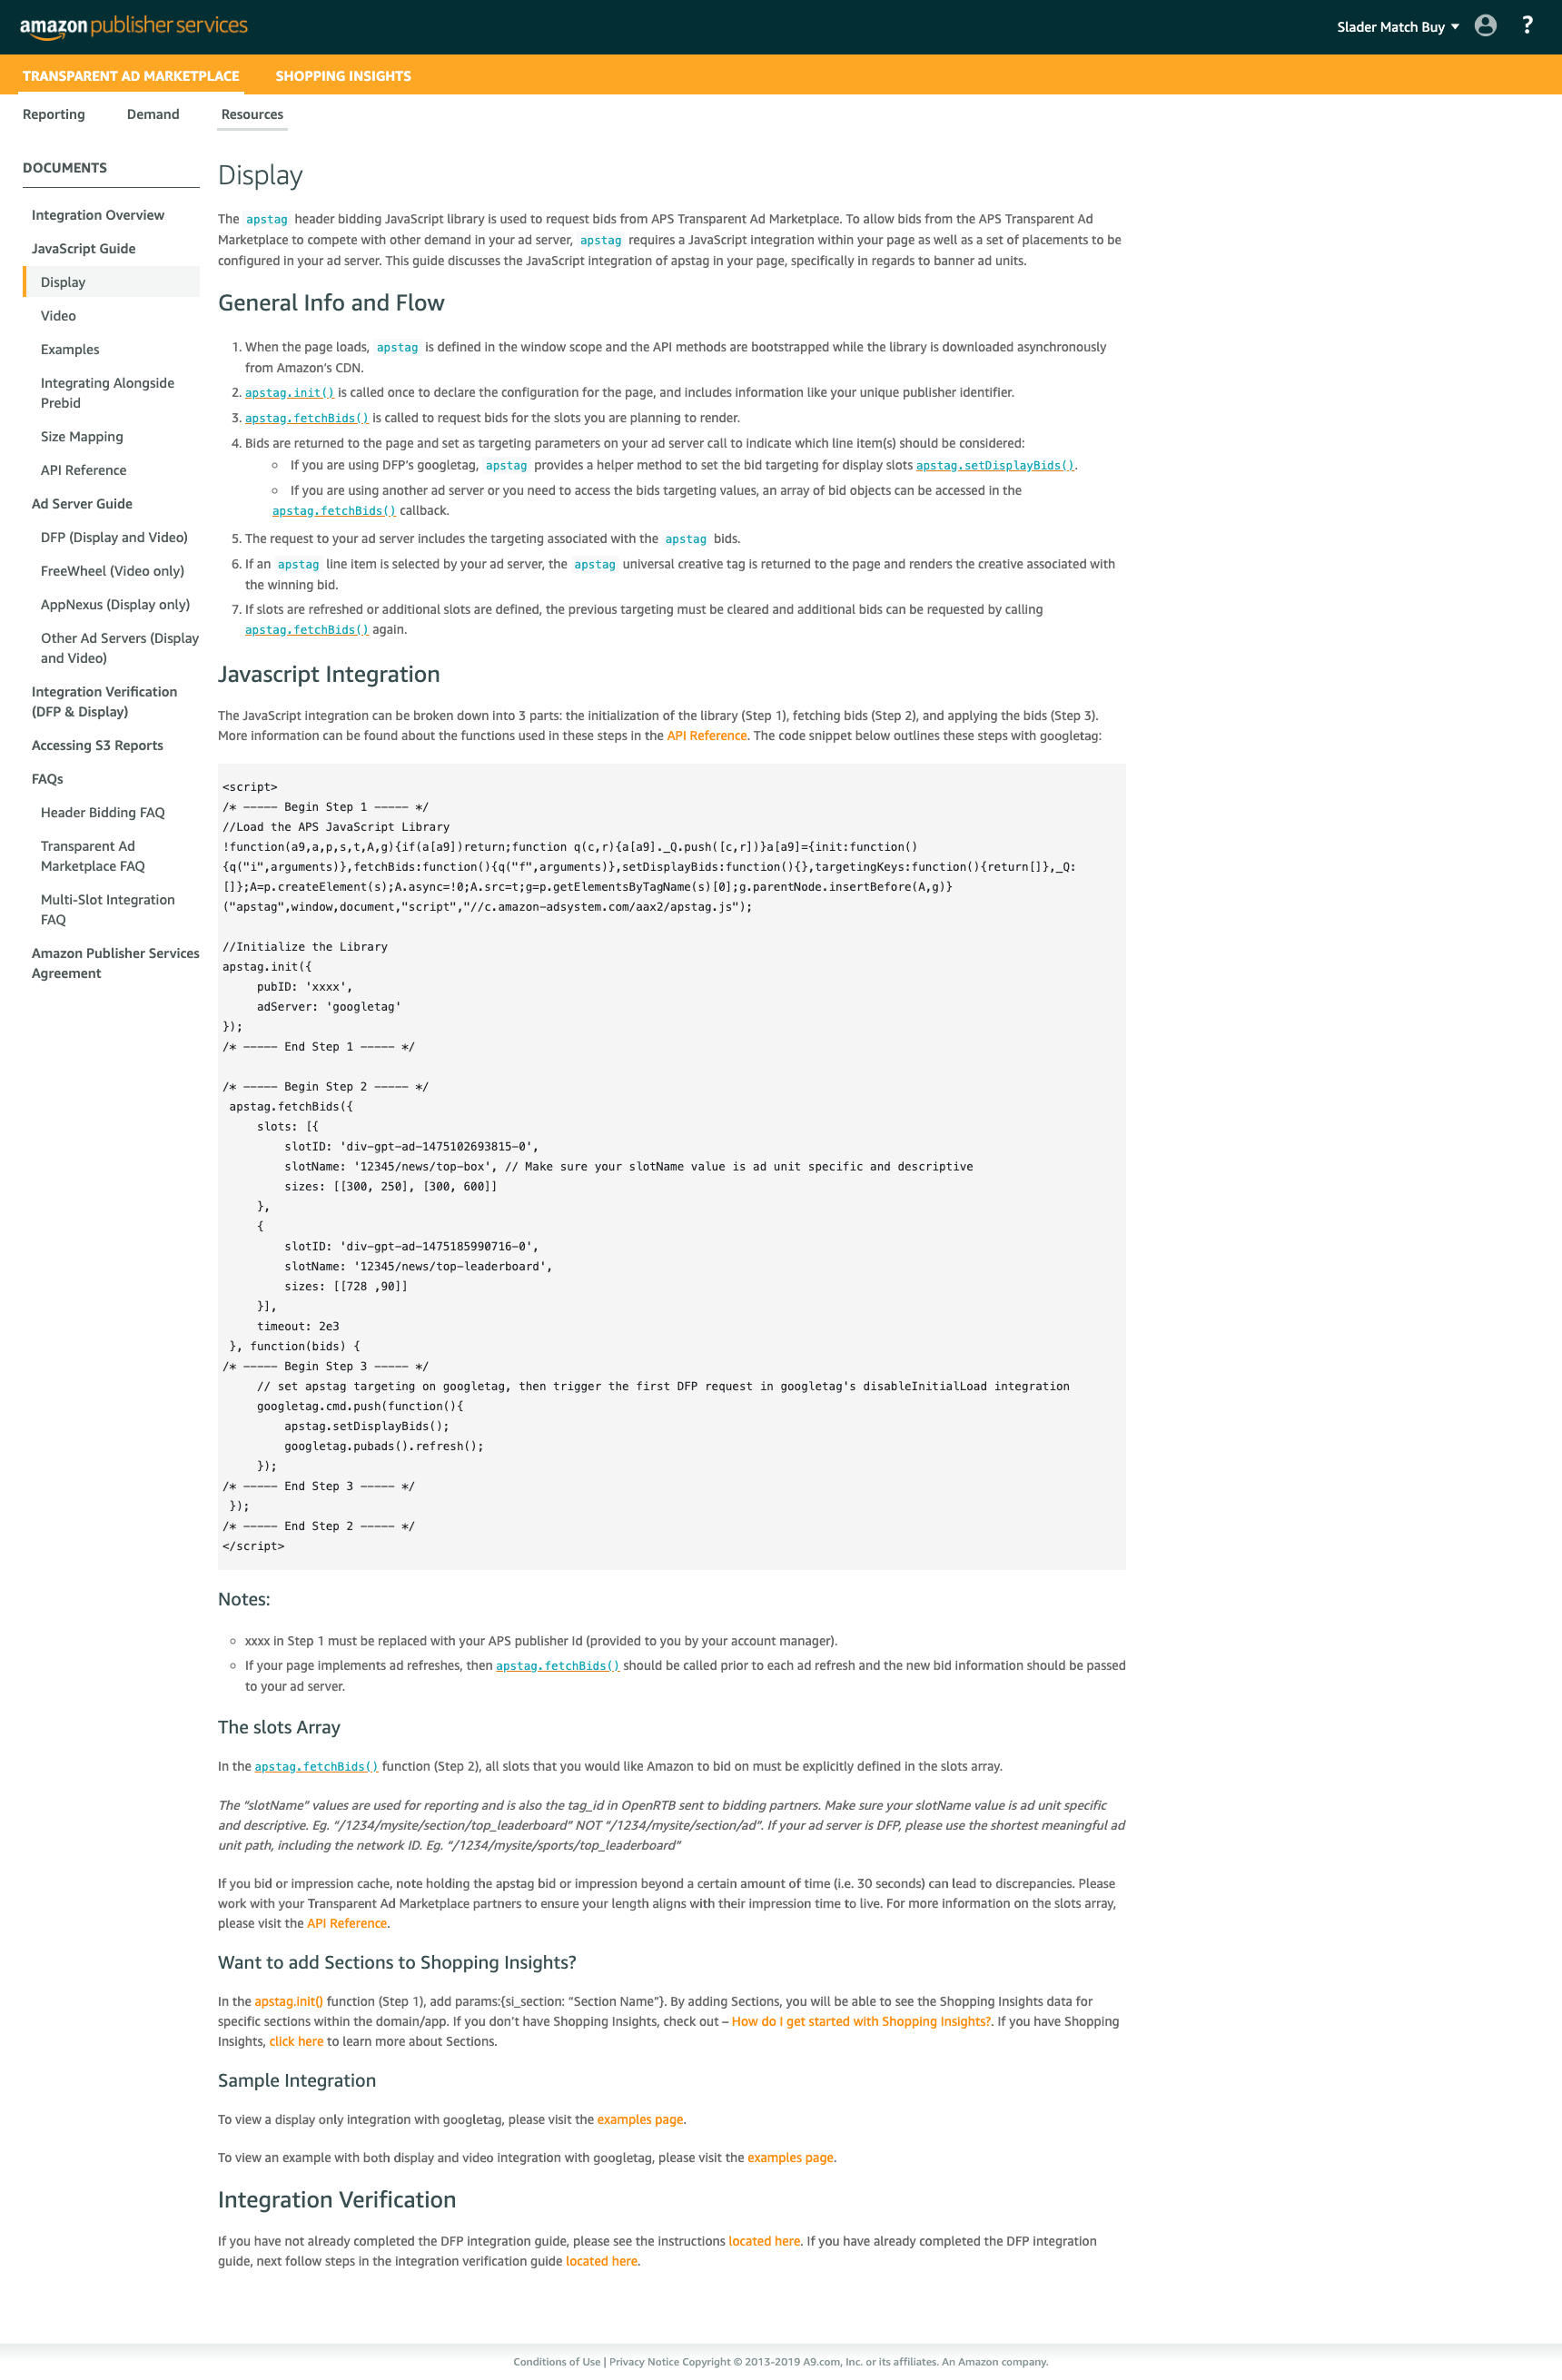 amazon publisher services
Slader Match Buy
?
TRANSPARENT AD MARKETPLACE
SHOPPING INSIGHTS
Reporting
Demand
Resources
DOCUMENTS
Integration Overview
JavaScript Guide
Display
Video
Examples
Integrating Alongside
Prebid
Size Mapping
API Reference
Ad Server Guide
DFP (Display and Video)
FreeWheel (Video only)
AppNexus (Display only)
Other Ad Servers (Display
and Video)
Integration Verification
(DFP & Display)
Accessing S3 Reports
FAQs
Header Bidding FAQ
Transparent Ad
Marketplace FAQ
Multi-Slot Integration
FAQ
Amazon Publisher Services
Agreement
Display
The apstag header bidding JavaScript library is used to request bids from APS Transparent Ad Marketplace. To allow bids from the APS Transparent Ad
Marketplace to compete with other demand in your ad server, apstag requires a JavaScript integration within your page as well as a set of placements to be
configured in your ad server. This guide discusses the JavaScript integration of apstag in your page, specifically in regards to banner ad units.
General Info and Flow
1. When the page loads, apstag is defined in the window scope and the API methods are bootstrapped while the library is downloaded asynchronously
from Amazon's CDN.
2. apstag.init() is called once to declare the configuration for the page, and includes information like your unique publisher identifier.
3. apstag.fetchBids() is called to request bids for the slots you are planning to render.
4. Bids are returned to the page and set as targeting parameters on your ad server call to indicate which line item(s) should be considered:
○ If you are using DFP's googletag, apstag provides a helper method to set the bid targeting for display slots apstag.setDisplayBids().
○ If you are using another ad server or you need to access the bids targeting values, an array of bid objects can be accessed in the
apstag.fetchBids() callback.
5. The request to your ad server includes the targeting associated with the apstag bids.
6. If an apstag line item is selected by your ad server, the apstag universal creative tag is returned to the page and renders the creative associated with
the winning bid.
7. If slots are refreshed or additional slots are defined, the previous targeting must be cleared and additional bids can be requested by calling
apstag.fetchBids() again.
Javascript Integration
The JavaScript integration can be broken down into 3 parts: the initialization of the library (Step 1), fetching bids (Step 2), and applying the bids (Step 3).
More information can be found about the functions used in these steps in the API Reference. The code snippet below outlines these steps with googletag:
<script>
/* ----- Begin Step 1 ----- */
//Load the APS JavaScript Library
!function(a9,a,p,s,t,A,g){if(a[a9])return;function q(c,r){a[a9]._Q.push([c,r])}a[a9]={init:function()
{q("i",arguments)},fetchBids:function(){q("f",arguments)},setDisplayBids:function(){},targetingKeys:function(){return[]},_Q:
[]};A=p.createElement(s);A.async=!0;A.src=t;g=p.getElementsByTagName(s)[0];g.parentNode.insertBefore(A,g)}
("apstag",window,document,"script","//c.amazon-adsystem.com/aax2/apstag.js");
//Initialize the Library
apstag.init({
pubID: 'xxxx',
adServer: 'googletag'
});
/* ----- End Step 1 ----- */
/* ----- Begin Step 2 ----- */
apstag.fetchBids({
slots: [{
slotID: 'div-gpt-ad-1475102693815-0',
slotName: '12345/news/top-box', // Make sure your slotName value is ad unit specific and descriptive
sizes: [[300, 250], [300, 600]]
},
{
slotID: 'div-gpt-ad-1475185990716-0',
slotName: '12345/news/top-leaderboard',
sizes: [[728 ,90]]
}],
timeout: 2e3
}, function(bids) {
/* ----- Begin Step 3 ----- */
// set apstag targeting on googletag, then trigger the first DFP request in googletag's disableInitialLoad integration
googletag.cmd.push(function(){
apstag.setDisplayBids();
googletag.pubads().refresh();
});
/* ----- End Step 3 ----- */
});
/* ----- End Step 2 ----- */
</script>
Notes:
○ xxxx in Step 1 must be replaced with your APS publisher Id (provided to you by your account manager).
○ If your page implements ad refreshes, then apstag.fetchBids() should be called prior to each ad refresh and the new bid information should be passed
to your ad server.
The slots Array
In the apstag.fetchBids() function (Step 2), all slots that you would like Amazon to bid on must be explicitly defined in the slots array.
The "slotName" values are used for reporting and is also the tag_id in OpenRTB sent to bidding partners. Make sure your slotName value is ad unit specific
and descriptive. Eg. "/1234/mysite/section/top_leaderboard" NOT "/1234/mysite/section/ad". If your ad server is DFP, please use the shortest meaningful ad
unit path, including the network ID. Eg. "/1234/mysite/sports/top_leaderboard"
If you bid or impression cache, note holding the apstag bid or impression beyond a certain amount of time (i.e. 30 seconds) can lead to discrepancies. Please
work with your Transparent Ad Marketplace partners to ensure your length aligns with their impression time to live. For more information on the slots array,
please visit the API Reference.
Want to add Sections to Shopping Insights?
In the apstag.init() function (Step 1), add params:{si_section: "Section Name"}. By adding Sections, you will be able to see the Shopping Insights data for
specific sections within the domain/app. If you don't have Shopping Insights, check out – How do I get started with Shopping Insights?. If you have Shopping
Insights, click here to learn more about Sections.
Sample Integration
To view a display only integration with googletag, please visit the examples page.
To view an example with both display and video integration with googletag, please visit the examples page.
Integration Verification
If you have not already completed the DFP integration guide, please see the instructions located here. If you have already completed the DFP integration
guide, next follow steps in the integration verification guide located here.
Conditions of Use | Privacy Notice Copyright © 2013-2019 A9.com, Inc. or its affiliates. An Amazon company.